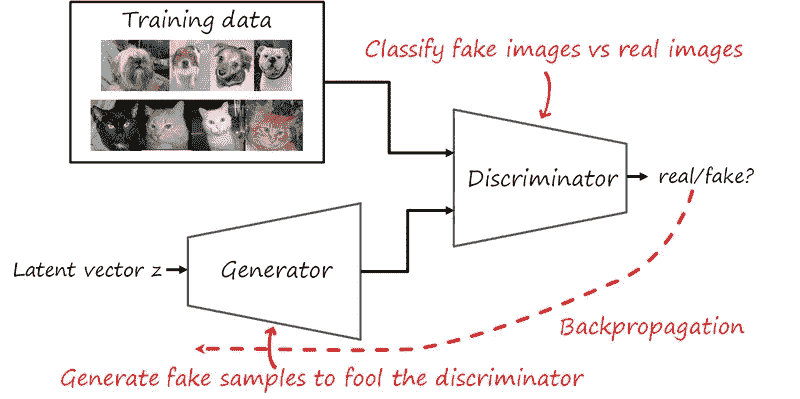 Training data
Classify fake images vs real images
Discriminator
real/fake?
Latent vector z
Generator
Backpropagation
Generate fake samples to fool the discriminator